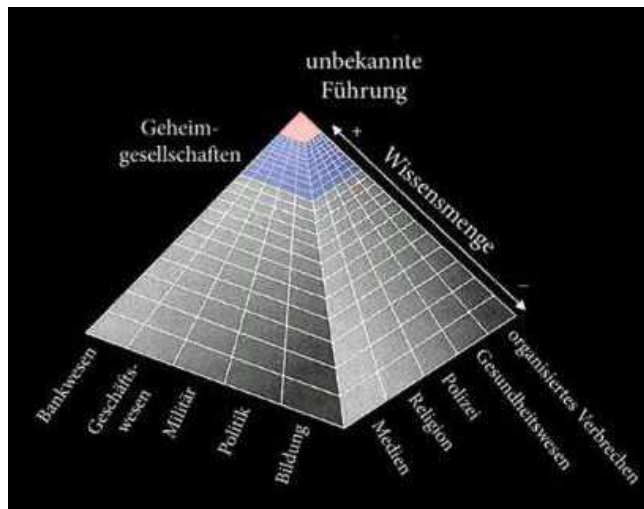 unbekannte
Führung
Geheim-
gesellschaften
+
Wissensmenge
–
Bankwesen
Geschäfts-
wesen
Militär
Politik
Bildung
Medien
Religion
Polizei
Gesundheitswesen
organisiertes Verbrechen